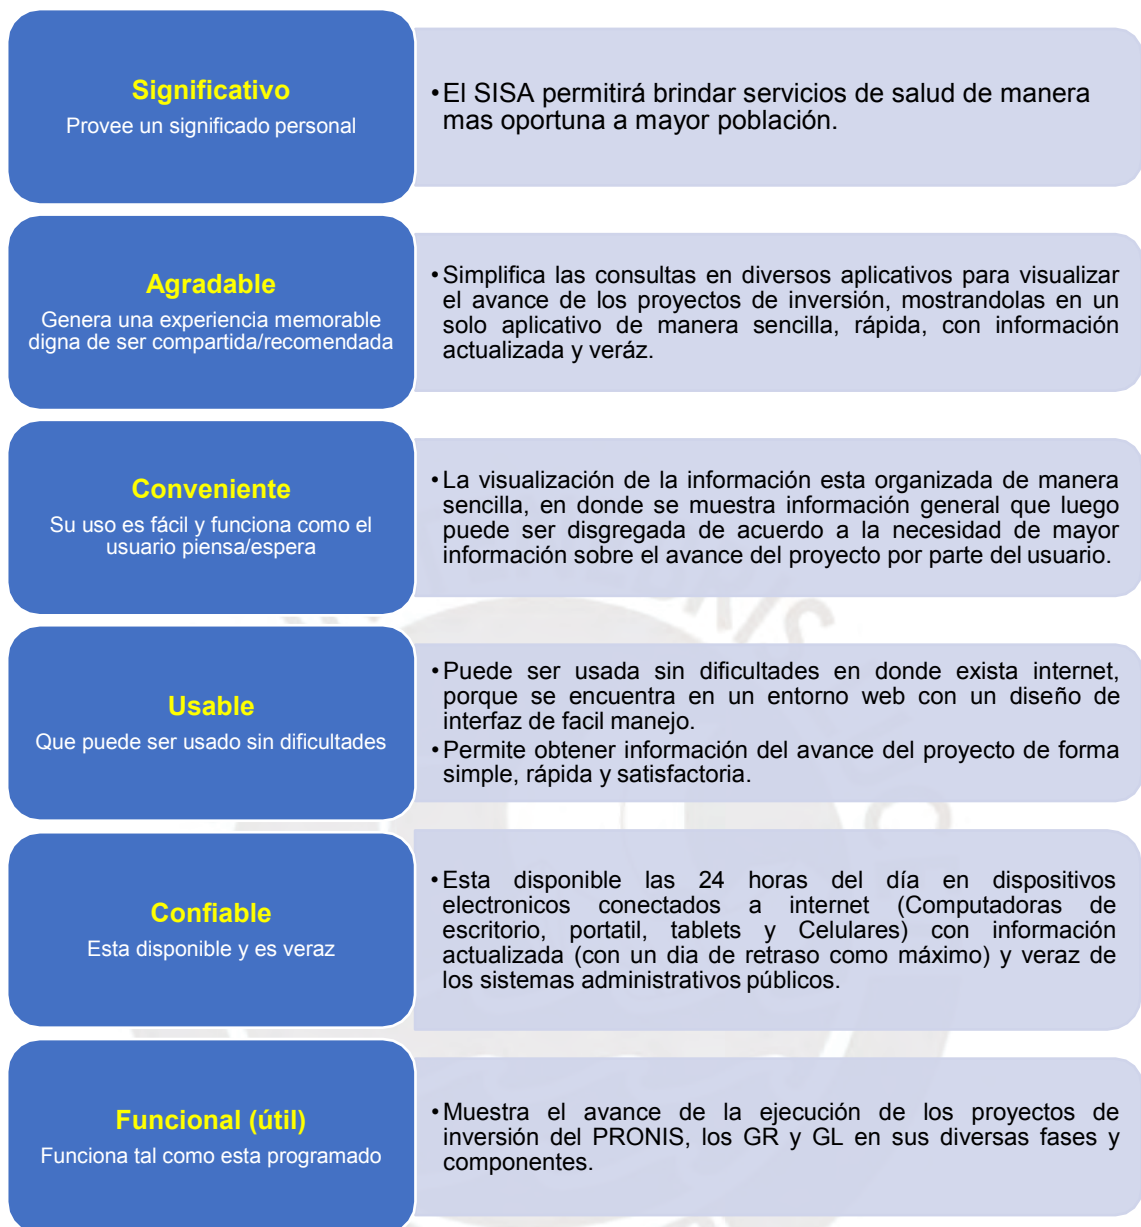 Significativo
Provee un significado personal
•El SISA permitirá brindar servicios de salud de manera
mas oportuna a mayor población.
Agradable
Genera una experiencia memorable
digna de ser compartida/recomendada
•Simplifica las consultas en diversos aplicativos para visualizar
el avance de los proyectos de inversión, mostrandolas en un
solo aplicativo de manera sencilla, rápida, con información
actualizada y veráz.
Conveniente
Su uso es fácil y funciona como el
usuario piensa/espera
•La visualización de la información esta organizada de manera
sencilla, en donde se muestra información general que luego
puede ser disgregada de acuerdo a la necesidad de mayor
información sobre el avance del proyecto por parte del usuario.
Usable
Que puede ser usado sin dificultades
•Puede ser usada sin dificultades en donde exista internet,
porque se encuentra en un entorno web con un diseño de
interfaz de facil manejo.
•Permite obtener información del avance del proyecto de forma
simple, rápida y satisfactoria.
Confiable
Esta disponible y es veraz
•Esta disponible las 24 horas del día en dispositivos
electronicos conectados a internet (Computadoras de
escritorio, portatil, tablets y Celulares) con información
actualizada (con un dia de retraso como máximo) y veraz de
los sistemas administrativos públicos.
Funcional (útil)
Funciona tal como esta programado
•Muestra el avance de la ejecución de los proyectos de
inversión del PRONIS, los GR y GL en sus diversas fases y
componentes.